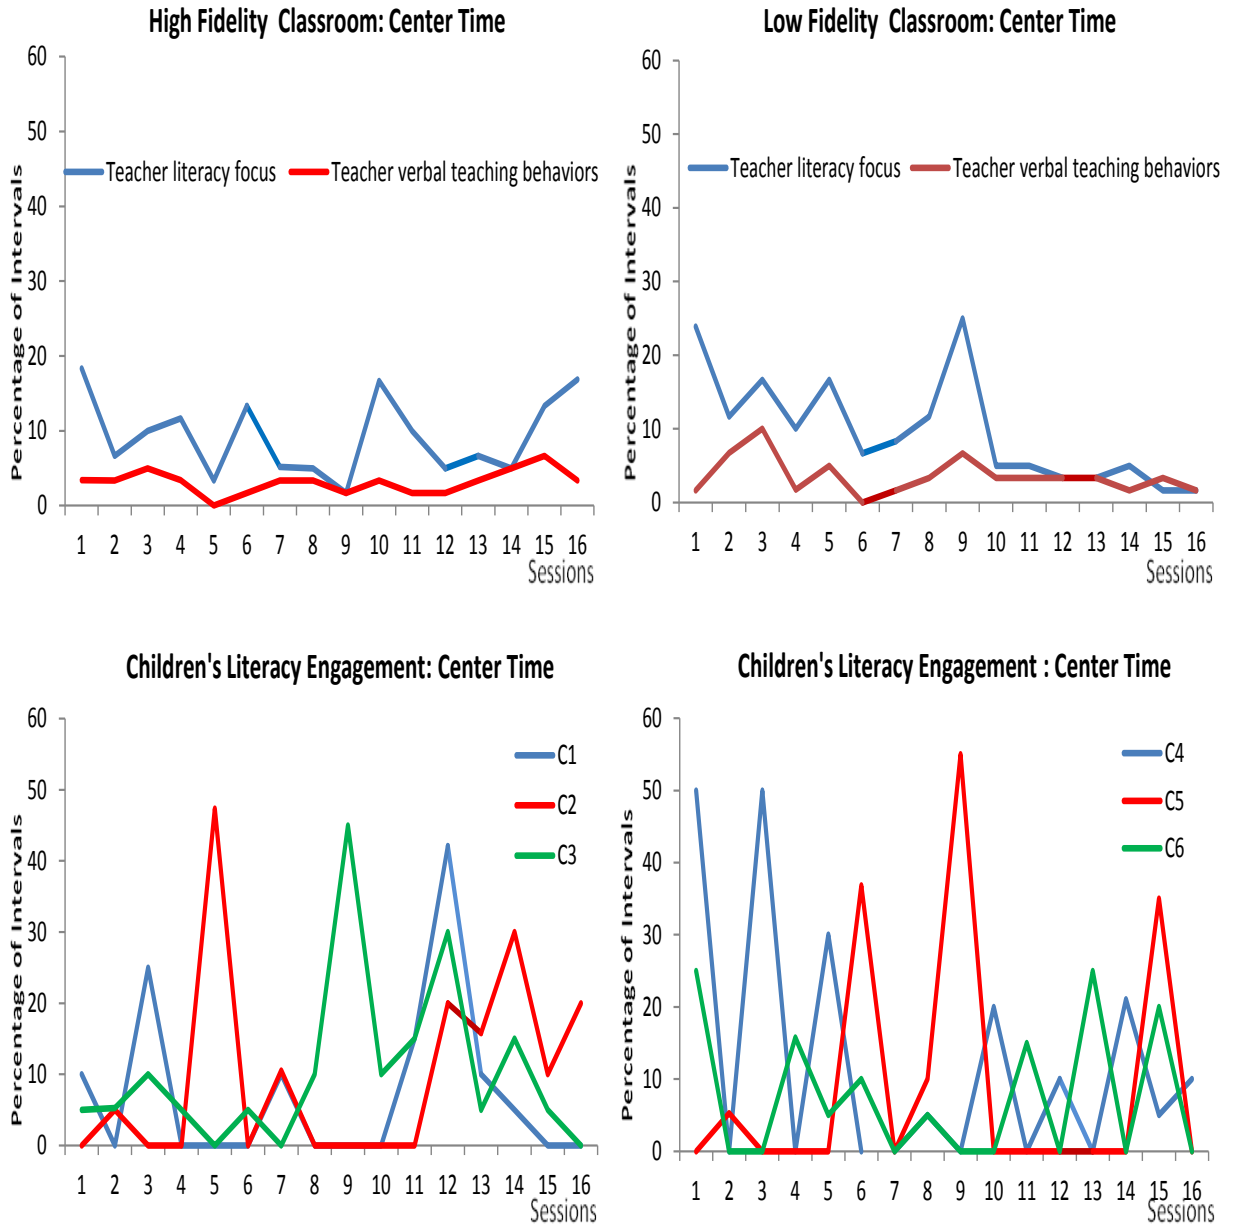 High Fidelity  Classroom: Center Time
60
50
40
30
20
10
0
Percentage of Intervals
Teacher literacy focus
Teacher verbal teaching behaviors
1 2 3 4 5 6 7 8 9 10 11 12 13 14 15 16
Sessions
Low Fidelity  Classroom: Center Time
60
50
40
30
20
10
0
Percentage of Intervals
Teacher literacy focus
Teacher verbal teaching behaviors
1 2 3 4 5 6 7 8 9 10 11 12 13 14 15 16
Sessions
Children's Literacy Engagement: Center Time
60
50
40
30
20
10
0
Percentage of Intervals
C1
C2
C3
1 2 3 4 5 6 7 8 9 10 11 12 13 14 15 16
Sessions
Children's Literacy Engagement : Center Time
60
50
40
30
20
10
0
Percentage of Intervals
C4
C5
C6
1 2 3 4 5 6 7 8 9 10 11 12 13 14 15 16
Sessions